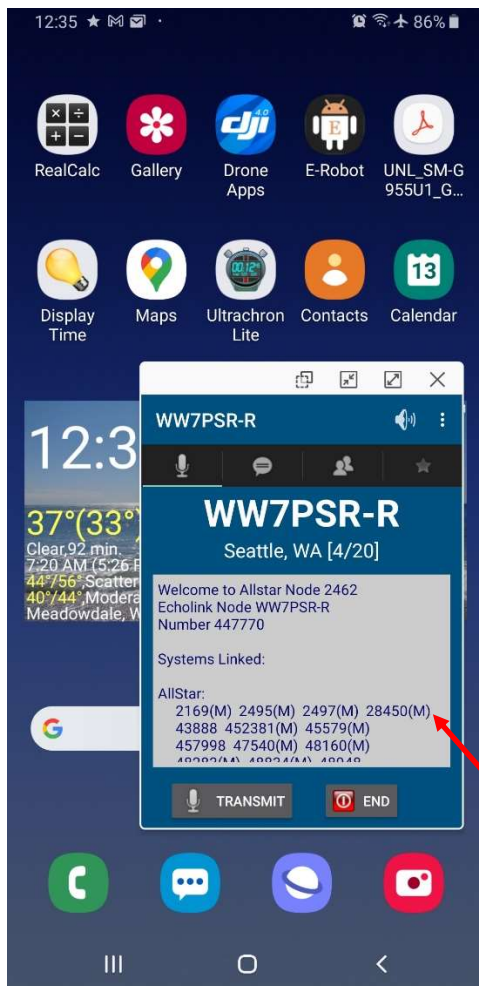 12:35
86%
RealCalc Gallery Drone Apps E-Robot UNL_SM-G955U1_G...
Display Time Maps Ultrachron Lite Contacts Calendar
13
WW7PSR-R
12:3
WW7PSR-R
Seattle, WA [4/20]
37°(33°)
Clear,92 min.
7:20 AM (5:26
44°/56°,Scatter
40°/44°,Modera
Meadowdale, W
Welcome to Allstar Node 2462
Echolink Node WW7PSR-R
Number 447770
Systems Linked:
AllStar:
2169(M) 2495(M) 2497(M) 28450(M)
43888 452381(M) 45579(M)
457998 47540(M) 48160(M)
TRANSMIT END